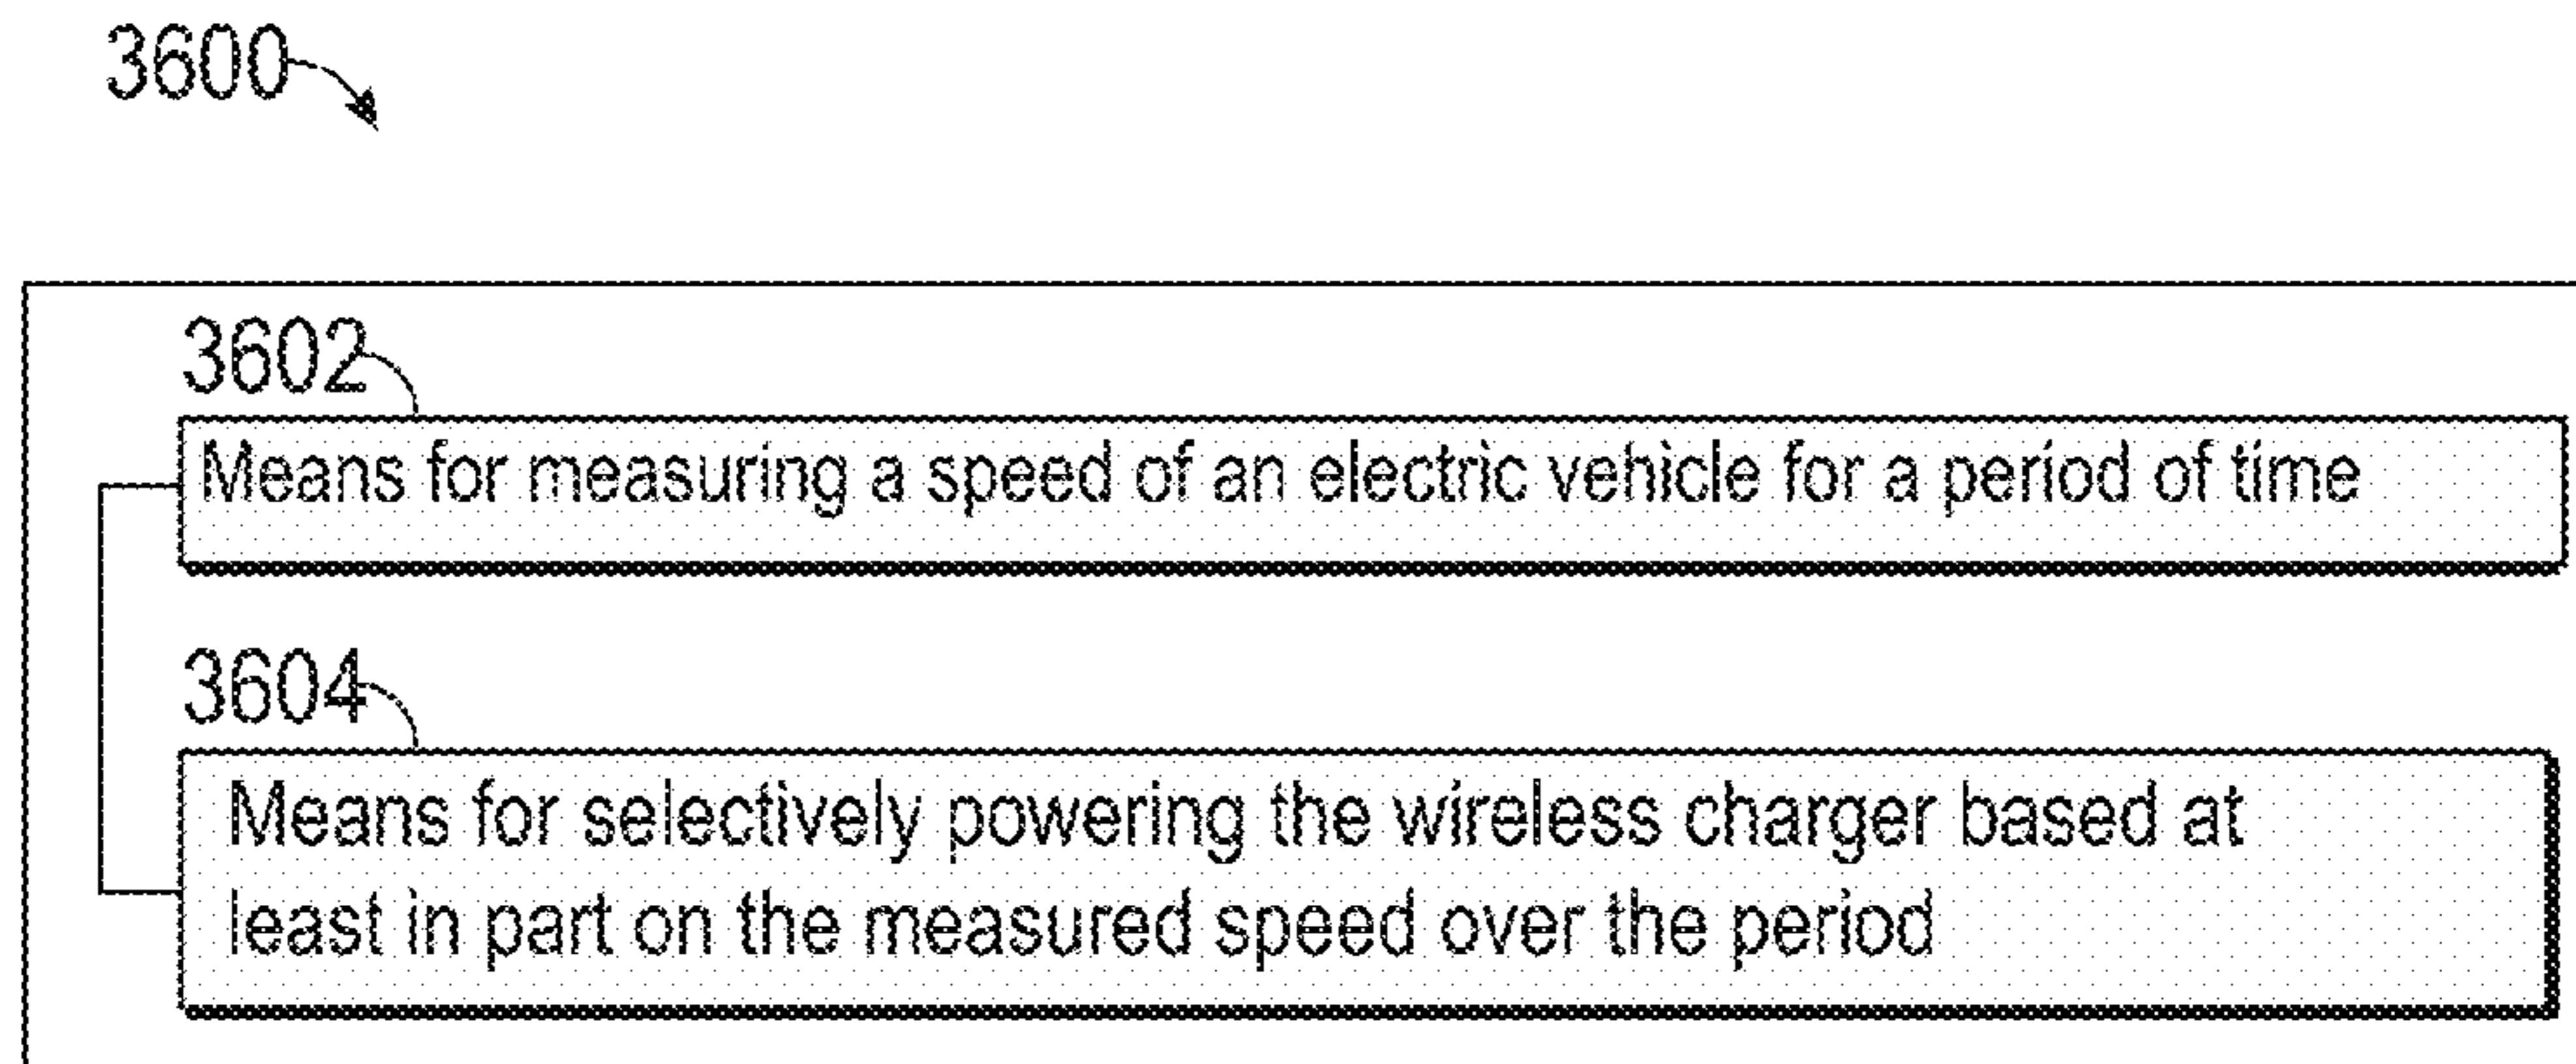 3600
3602
Means for measuring a speed of an electric vehicle for a period of time
3604
Means for selectively powering the wireless charger based at
least in part on the measured speed over the period